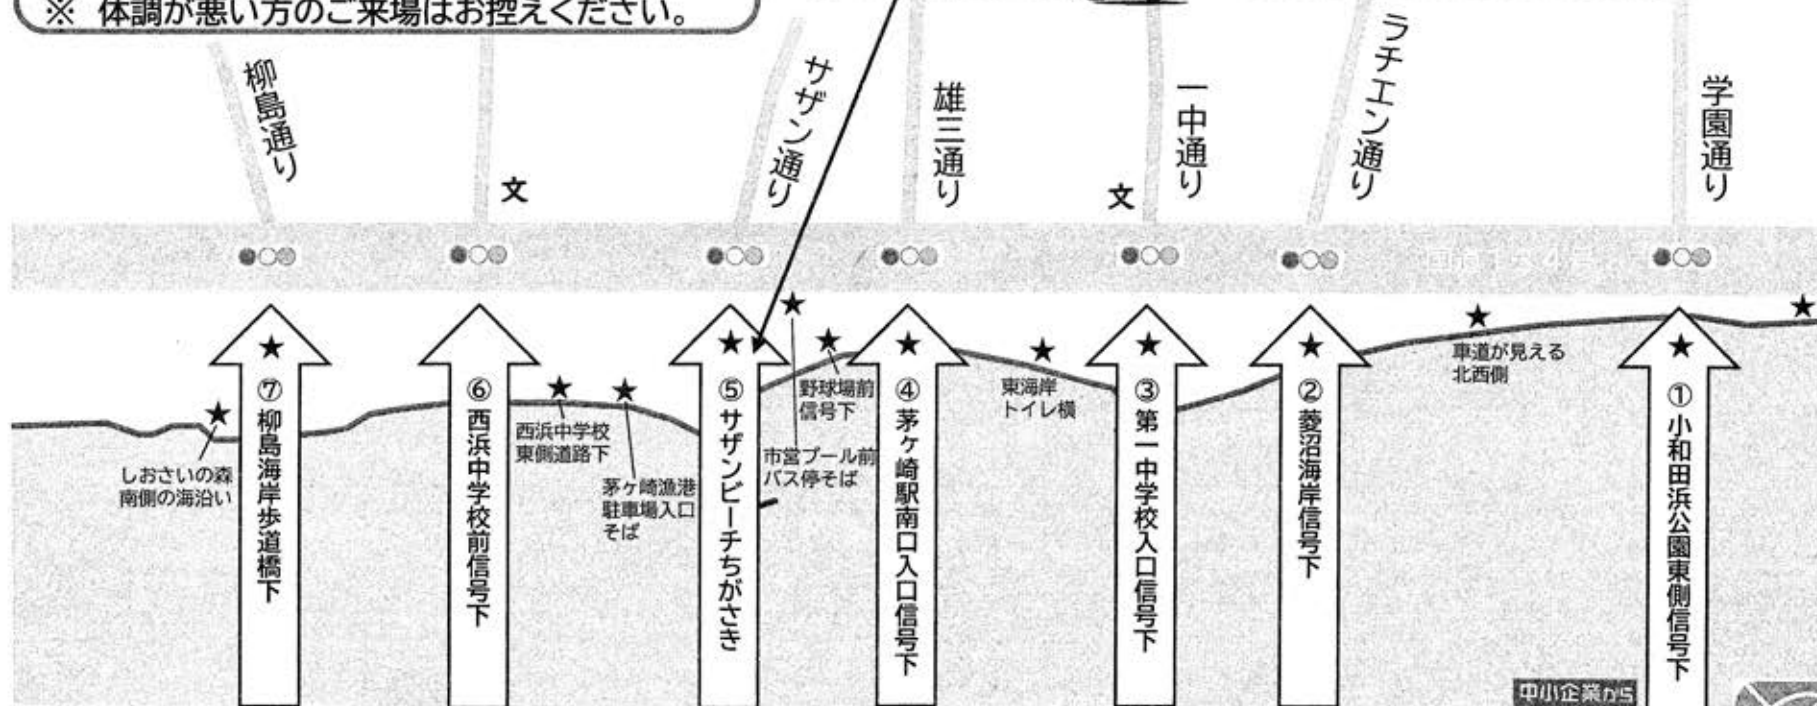 ※ 体調が悪い方のご来場はお控えください。
柳島通り
サザン通り
雄三通り
一中通り
ラチエン通り
学園通り
文
文
しおさいの森
南側の海沿い
⑦柳島海岸歩道橋下
⑥西浜中学校前信号下
西浜中学校
東側道路下
茅ヶ崎漁港
駐車場入口
そば
⑤サザンビーチちがさき
市営プール前
バス停そば
野球場前
信号下
④茅ヶ崎駅南口入口信号下
東海岸
トイレ横
③第一中学校入口信号下
②菱沼海岸信号下
車道が見える
北西側
①小和田浜公園東側信号下
中小企業から